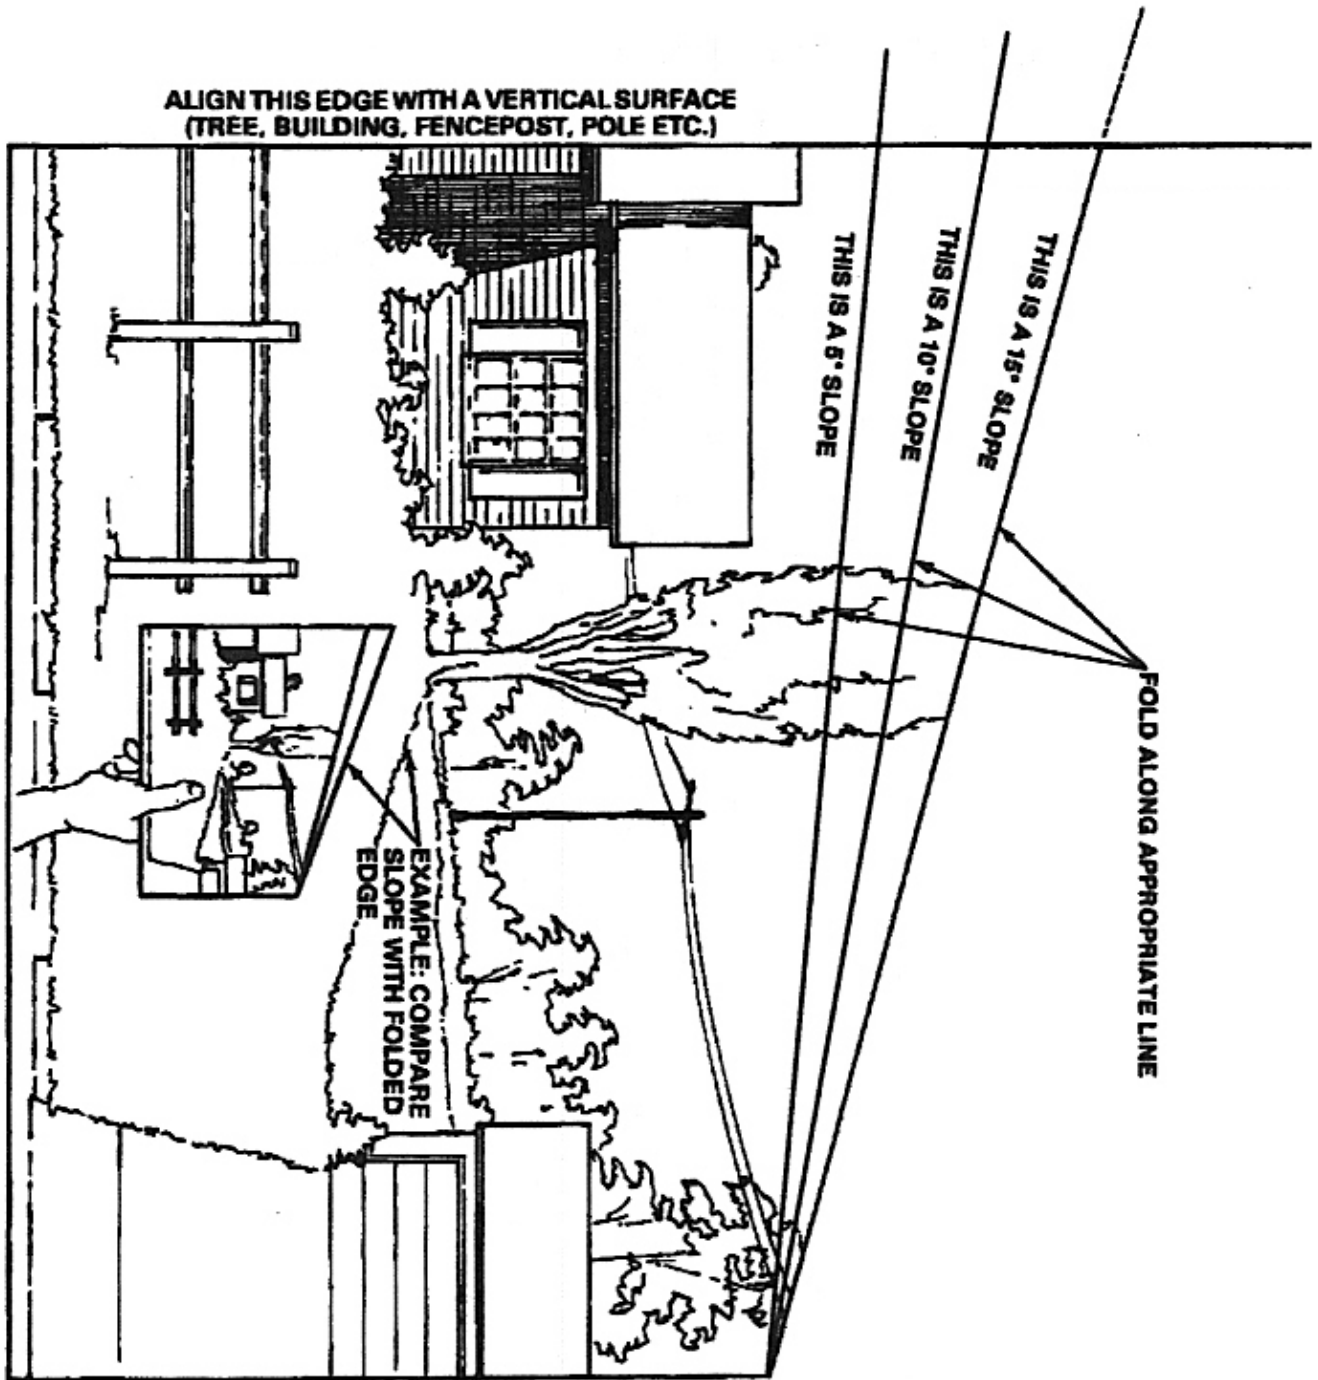 ALIGN THIS EDGE WITH A VERTICAL SURFACE
(TREE, BUILDING, FENCEPOST, POLE ETC.)
THIS IS A 15° SLOPE
THIS IS A 10° SLOPE
THIS IS A 5° SLOPE
FOLD ALONG APPROPRIATE LINE
EXAMPLE: COMPARE
SLOPE WITH FOLDED
EDGE